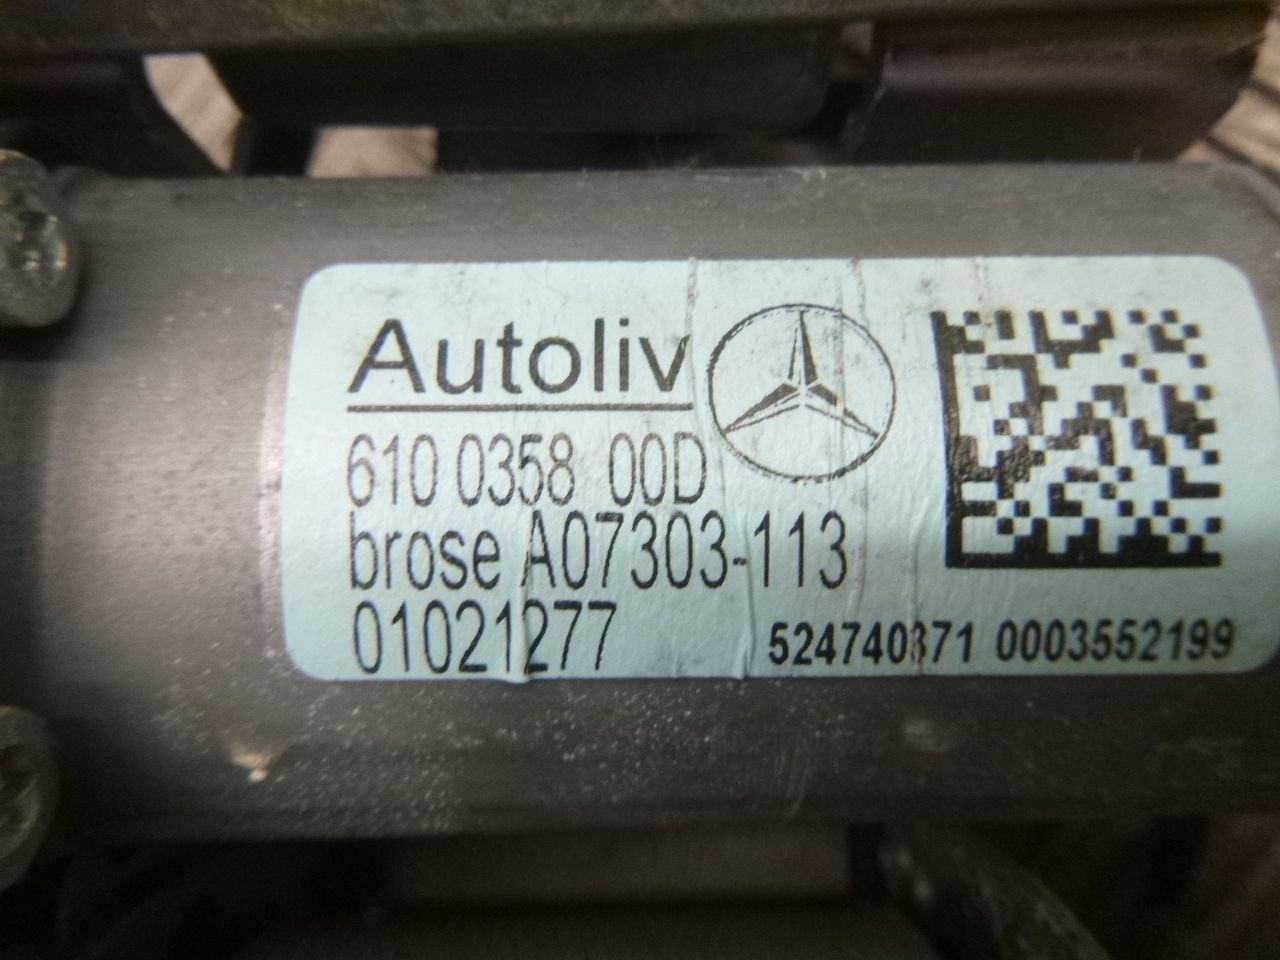 Autoliv
610 0358 00D
brose A07303-113
01021277
524740371 0003552199